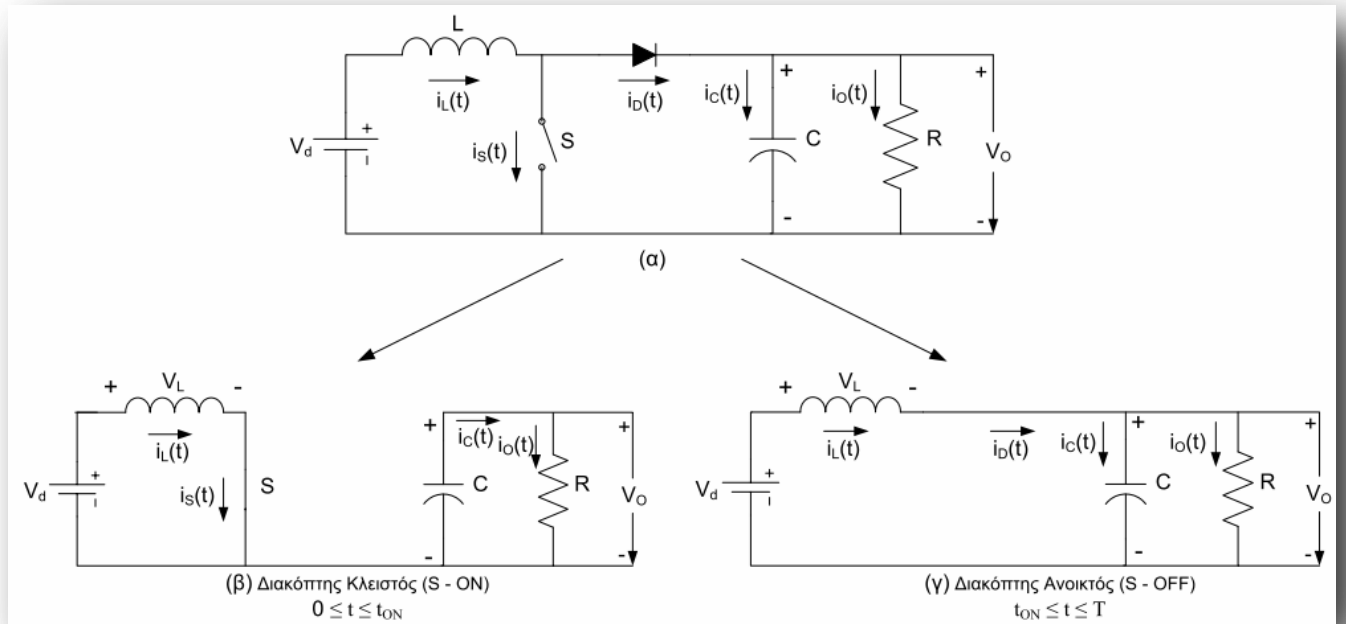 L
+
+
i_L(t)
i_D(t)
i_C(t)
i_O(t)
+
V_d
i_S(t)
S
C
R
V_O
-
-
(α)
+ V_L -
+ V_L -
i_L(t)
+
i_C(t)
i_O(t)
+
i_L(t)
i_D(t)
i_C(t)
+
i_O(t)
+
+
V_d
i_S(t)
S
C
R
V_O
+
V_d
C
R
V_O
-
-
-
-
(β) Διακόπτης Κλειστός (S - ON)
0 ≤ t ≤ t_ON
(γ) Διακόπτης Ανοικτός (S - OFF)
t_ON ≤ t ≤ T